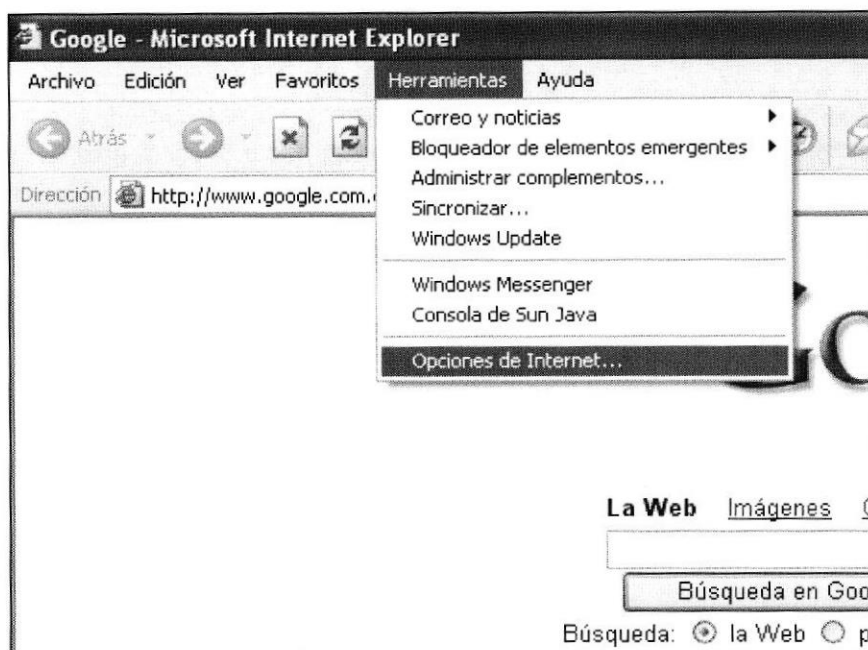 Google - Microsoft Internet Explorer
Archivo Edición Ver Favoritos Herramientas Ayuda
Atrás
Correo y noticias
Bloqueador de elementos emergentes
Administrar complementos...
Dirección http://www.google.com.
Sincronizar...
Windows Update
Windows Messenger
Consola de Sun Java
Opciones de Internet...
Go
La Web Imágenes
Búsqueda en Goo
Búsqueda: la Web p